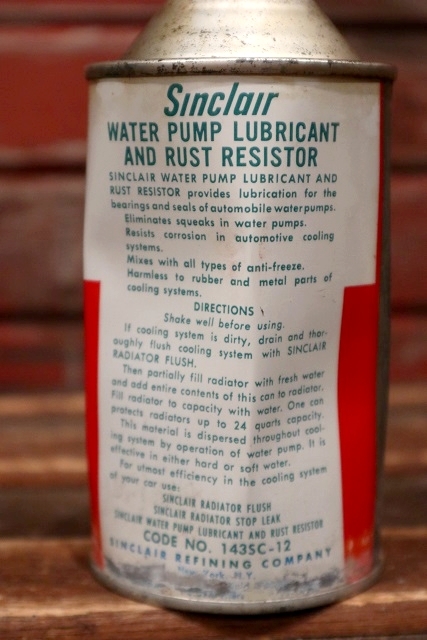 Sinclair
WATER PUMP LUBRICANT
AND RUST RESISTOR
SINCLAIR WATER PUMP LUBRICANT AND
RUST RESISTOR provides lubrication for the
bearings and seals of automobile water pumps.
Eliminates squeaks in water pumps.
Resists corrosion in automotive cooling
systems.
Mixes with all types of anti-freeze.
Harmless to rubber and metal parts of
cooling systems.
DIRECTIONS
Shake well before using.
If cooling system is dirty, drain and thor-
oughly flush cooling system with SINCLAIR
RADIATOR FLUSH.
Then partially fill radiator with fresh water
and add entire contents of this can to radiator.
Fill radiator to capacity with water. One can
protects radiators up to 24 quarts capacity.
This material is dispersed throughout cool-
ing system by operation of water pump. It is
effective in either hard or soft water.
For utmost efficiency in the cooling system
of your car use:
SINCLAIR RADIATOR FLUSH
SINCLAIR RADIATOR STOP LEAK
SINCLAIR WATER PUMP LUBRICANT AND RUST RESISTOR
CODE NO. 143SC-12
SINCLAIR REFINING COMPANY
New York, N.Y.